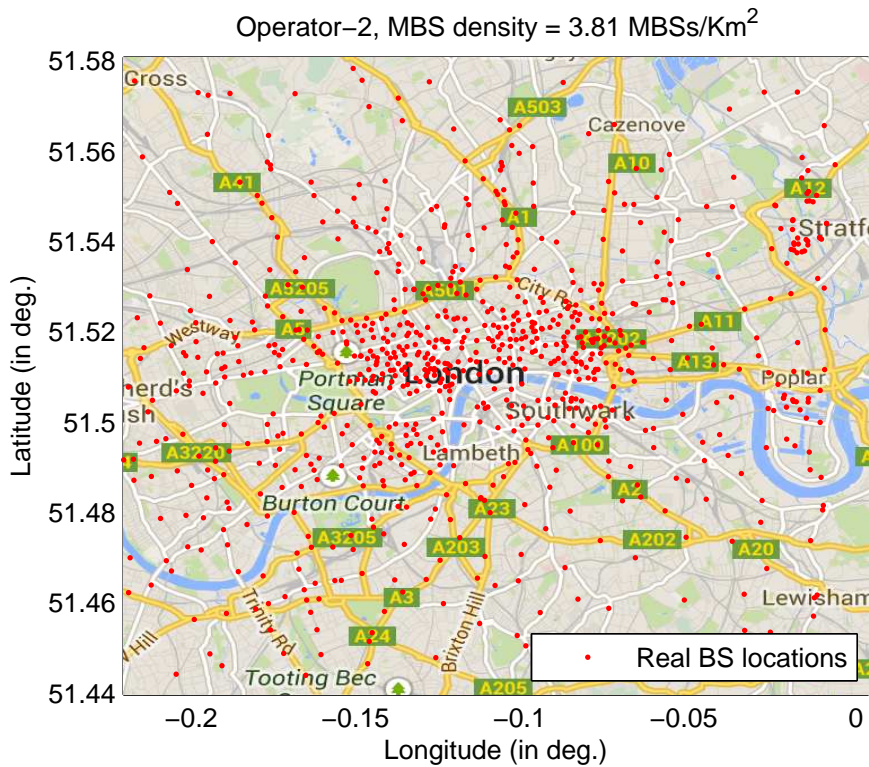 Operator−2, MBS density = 3.81 MBSs/Km²
51.58
51.56
51.54
51.52
51.5
51.48
51.46
51.44
Latitude (in deg.)
Cross
A503
Cazenove
A10
A41
A12
A1
Stratf
A5205
A501
City R
Westway
A11
A13
London
Portman
Square
Poplar
herd's
ish
Southwark
A3220
Lambeth
A100
Burton Court
A2
A23
A3205
A203
A202
A20
A3
Lewisham
Trinity Rd
Brixton Hill
Hill
A24
Tooting Bec
A205
Real BS locations
−0.2
−0.15
−0.1
−0.05
0
Longitude (in deg.)